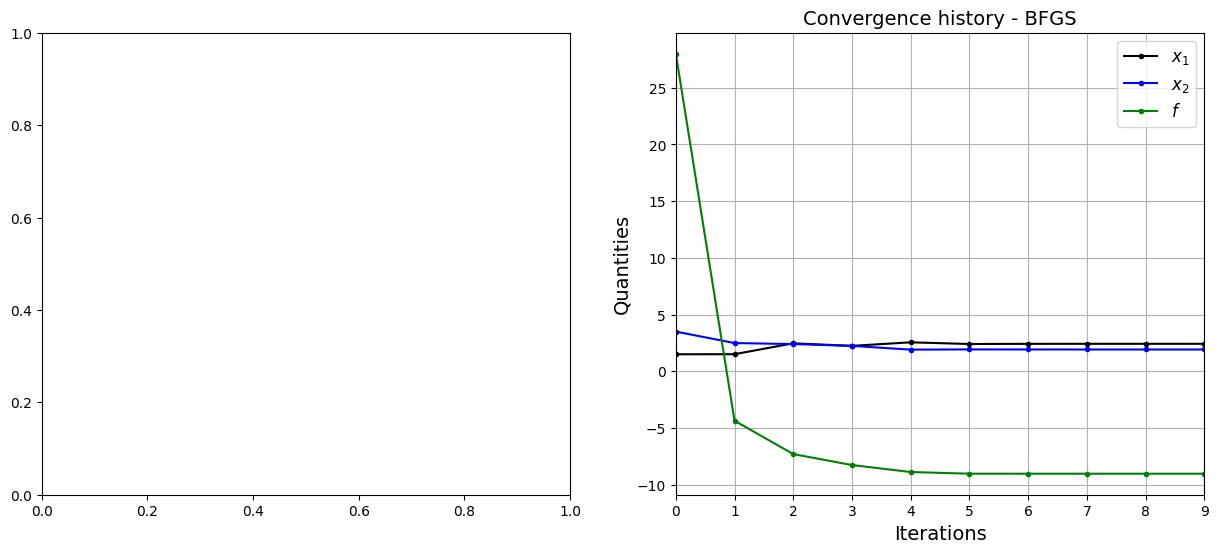 1.0
0.8
0.6
0.4
0.2
0.0
0.0 0.2 0.4 0.6 0.8 1.0
Convergence history - BFGS
Quantities
25
20
15
10
5
0
−5
−10
0 1 2 3 4 5 6 7 8 9
Iterations
x₁
x₂
f